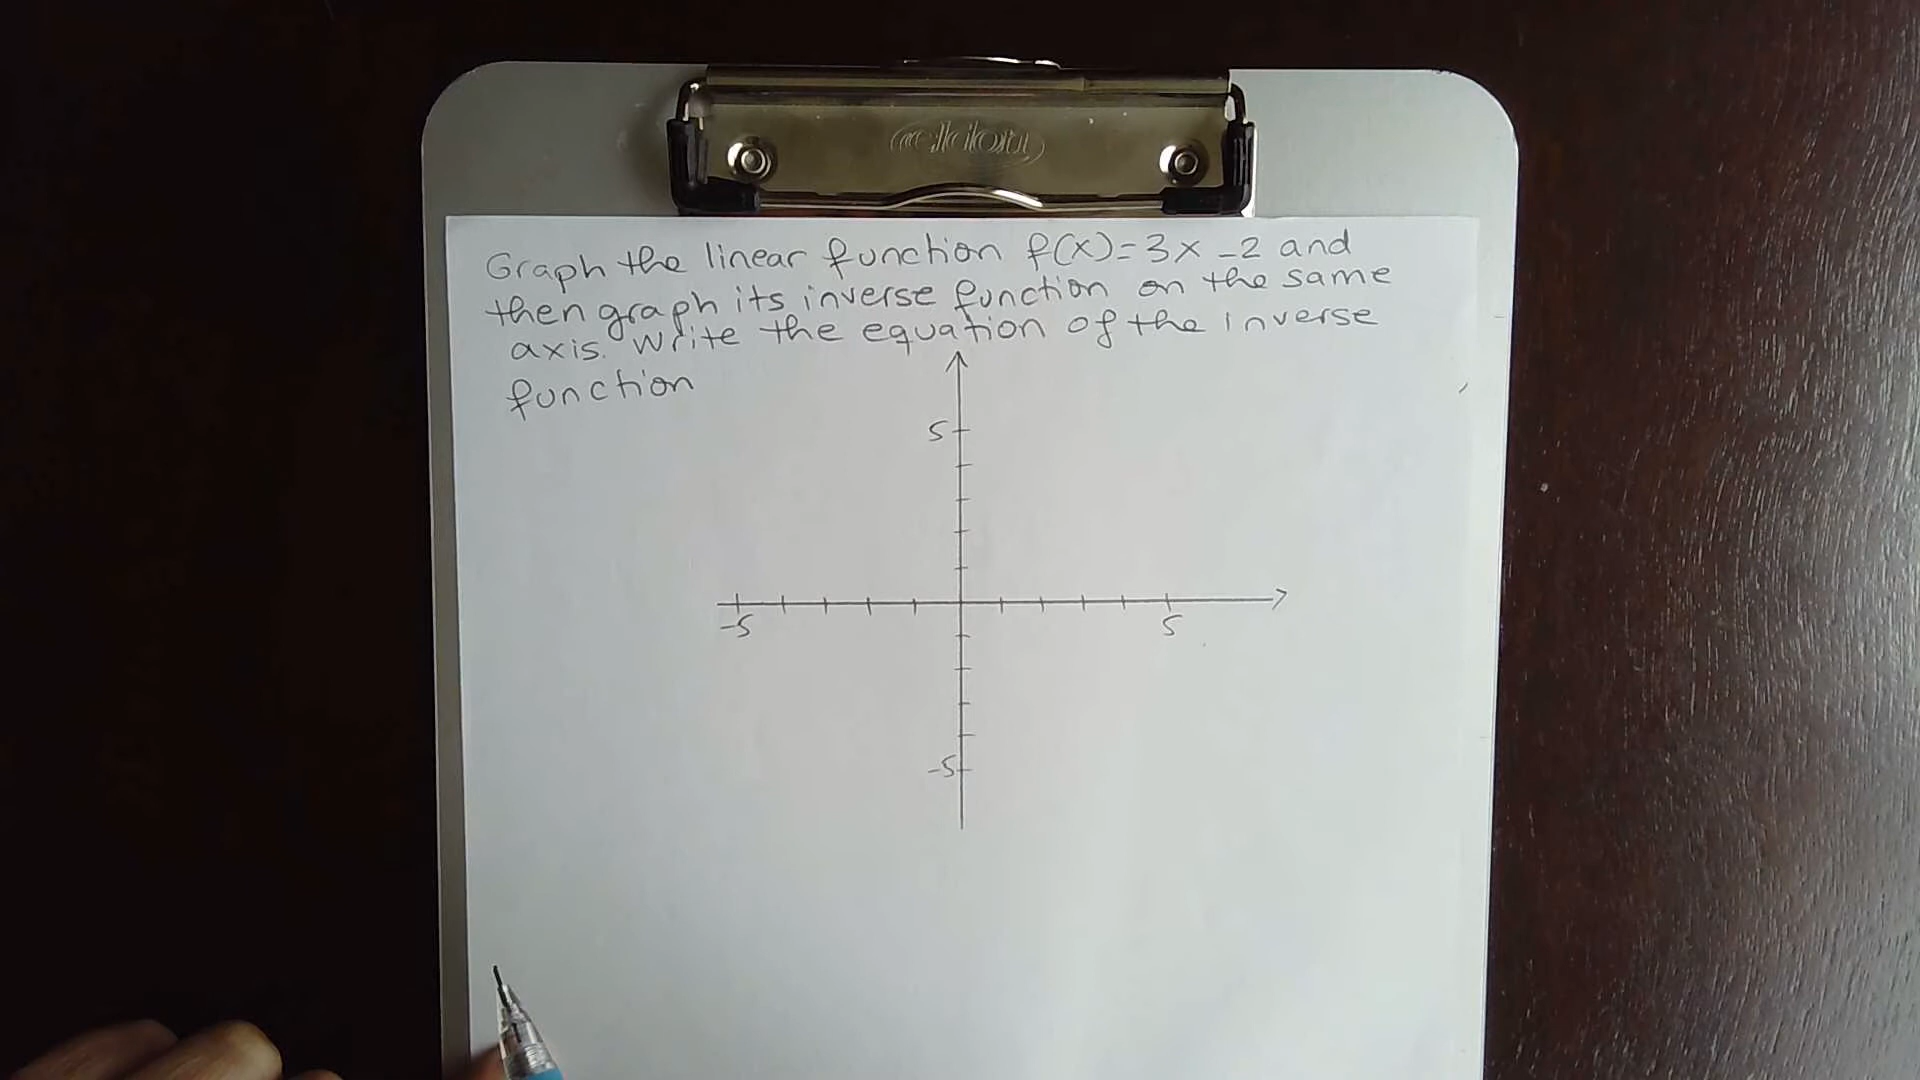 Graph the linear function f(x)=3x-2 and
then graph its inverse function on the same
axis. Write the equation of the inverse
function
5
-5
5
-5